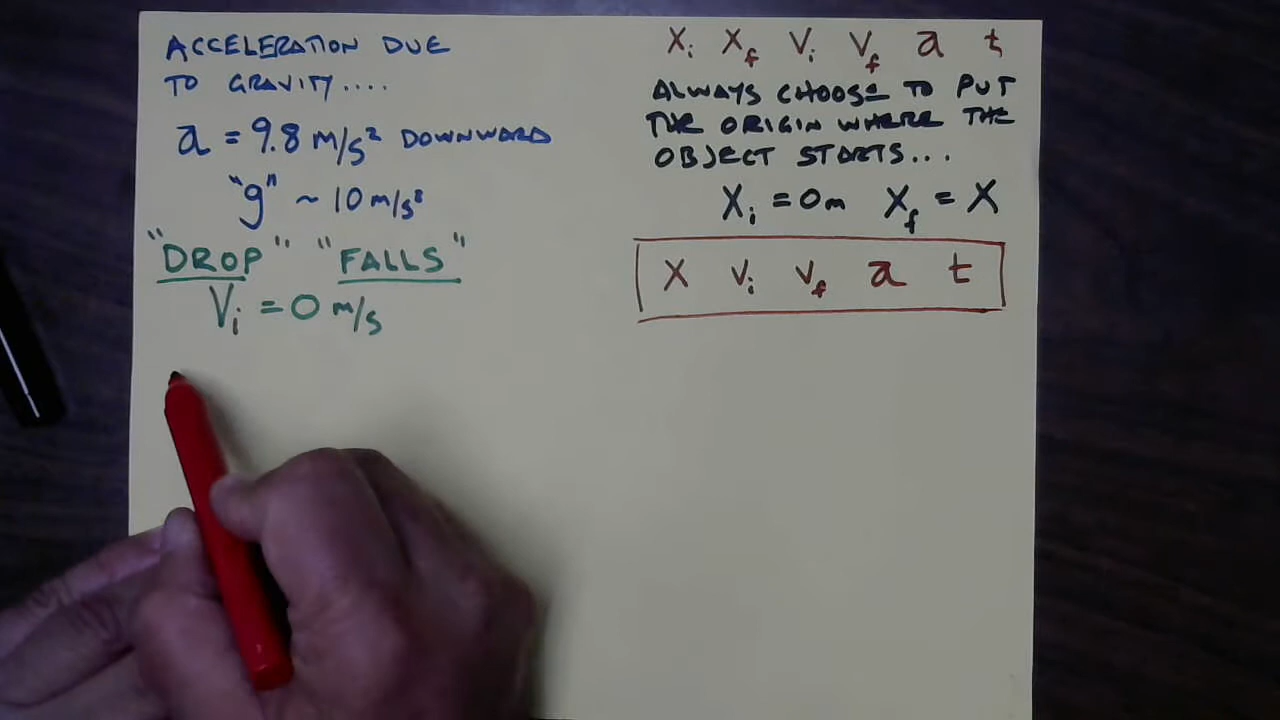 ACCELERATION DUE
TO GRAVITY....
a = 9.8 m/s² DOWNWARD
"g" ~ 10 m/s²
"DROP" "FALLS"
Vi = 0 m/s
Xi Xf Vi Vf a t
ALWAYS CHOOSE TO PUT
THE ORIGIN WHERE THE
OBJECT STARTS...
Xi = 0m Xf = X
X Vi Vf a t